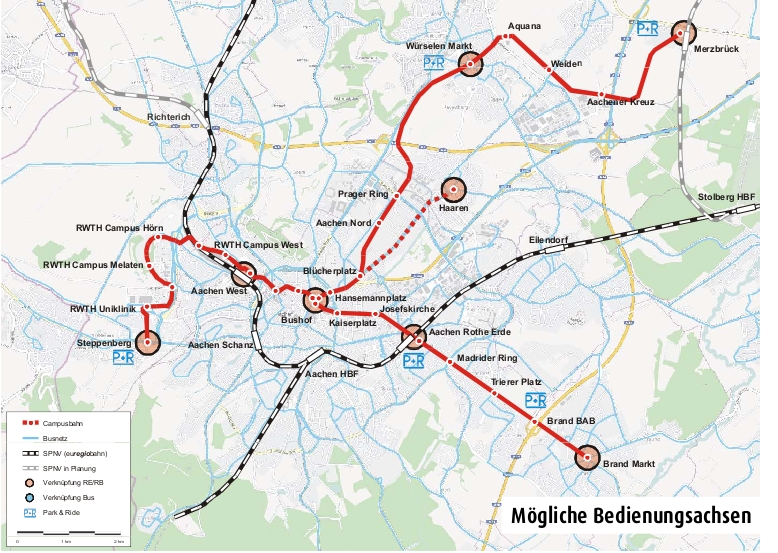 Aquana
Würselen Markt
P+R
P+R
Merzbrück
Weiden
Aachener Kreuz
Richterich
Prager Ring
Haaren
Stolberg HBF
Aachen Nord
RWTH Campus Hörn
RWTH Campus West
Eilendorf
RWTH Campus Melaten
Blücherplatz
Aachen West
Hansemannplatz
RWTH Uniklinik
Josefskirche
Bushof
Kaiserplatz
Aachen Rothe Erde
Steppenberg
P+R
Aachen Schanz
P+R
Madrider Ring
Aachen HBF
Trierer Platz
P+R
Brand BAB
Brand Markt
Campusbahn
Busnetz
SPNV (euregiobahn)
SPNV in Planung
Verknüpfung RE/RB
Verknüpfung Bus
P+R Park & Ride
0 1 km 2 km
Mögliche Bedienungsachsen